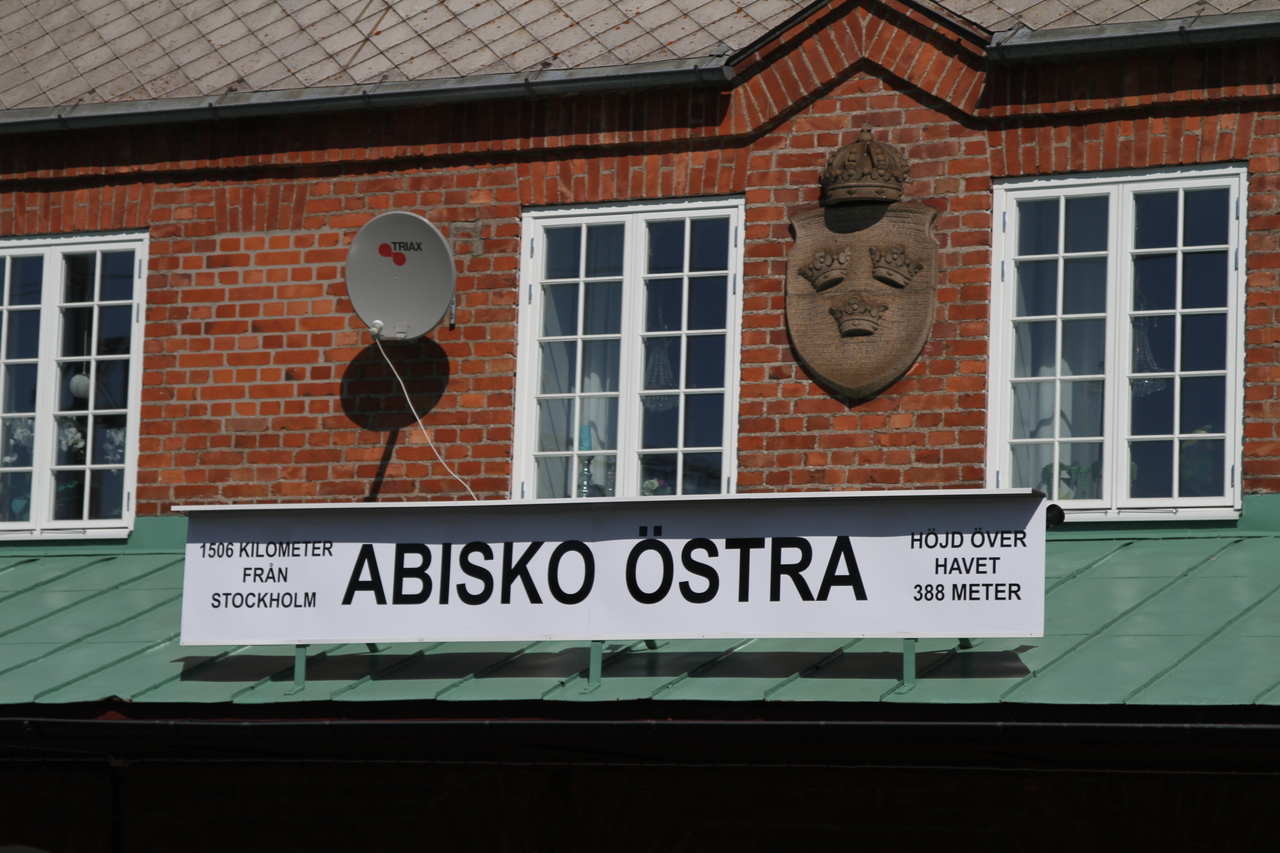 TRIAX
1506 KILOMETER
FRÅN
STOCKHOLM
ABISKO ÖSTRA
HÖJD ÖVER
HAVET
388 METER